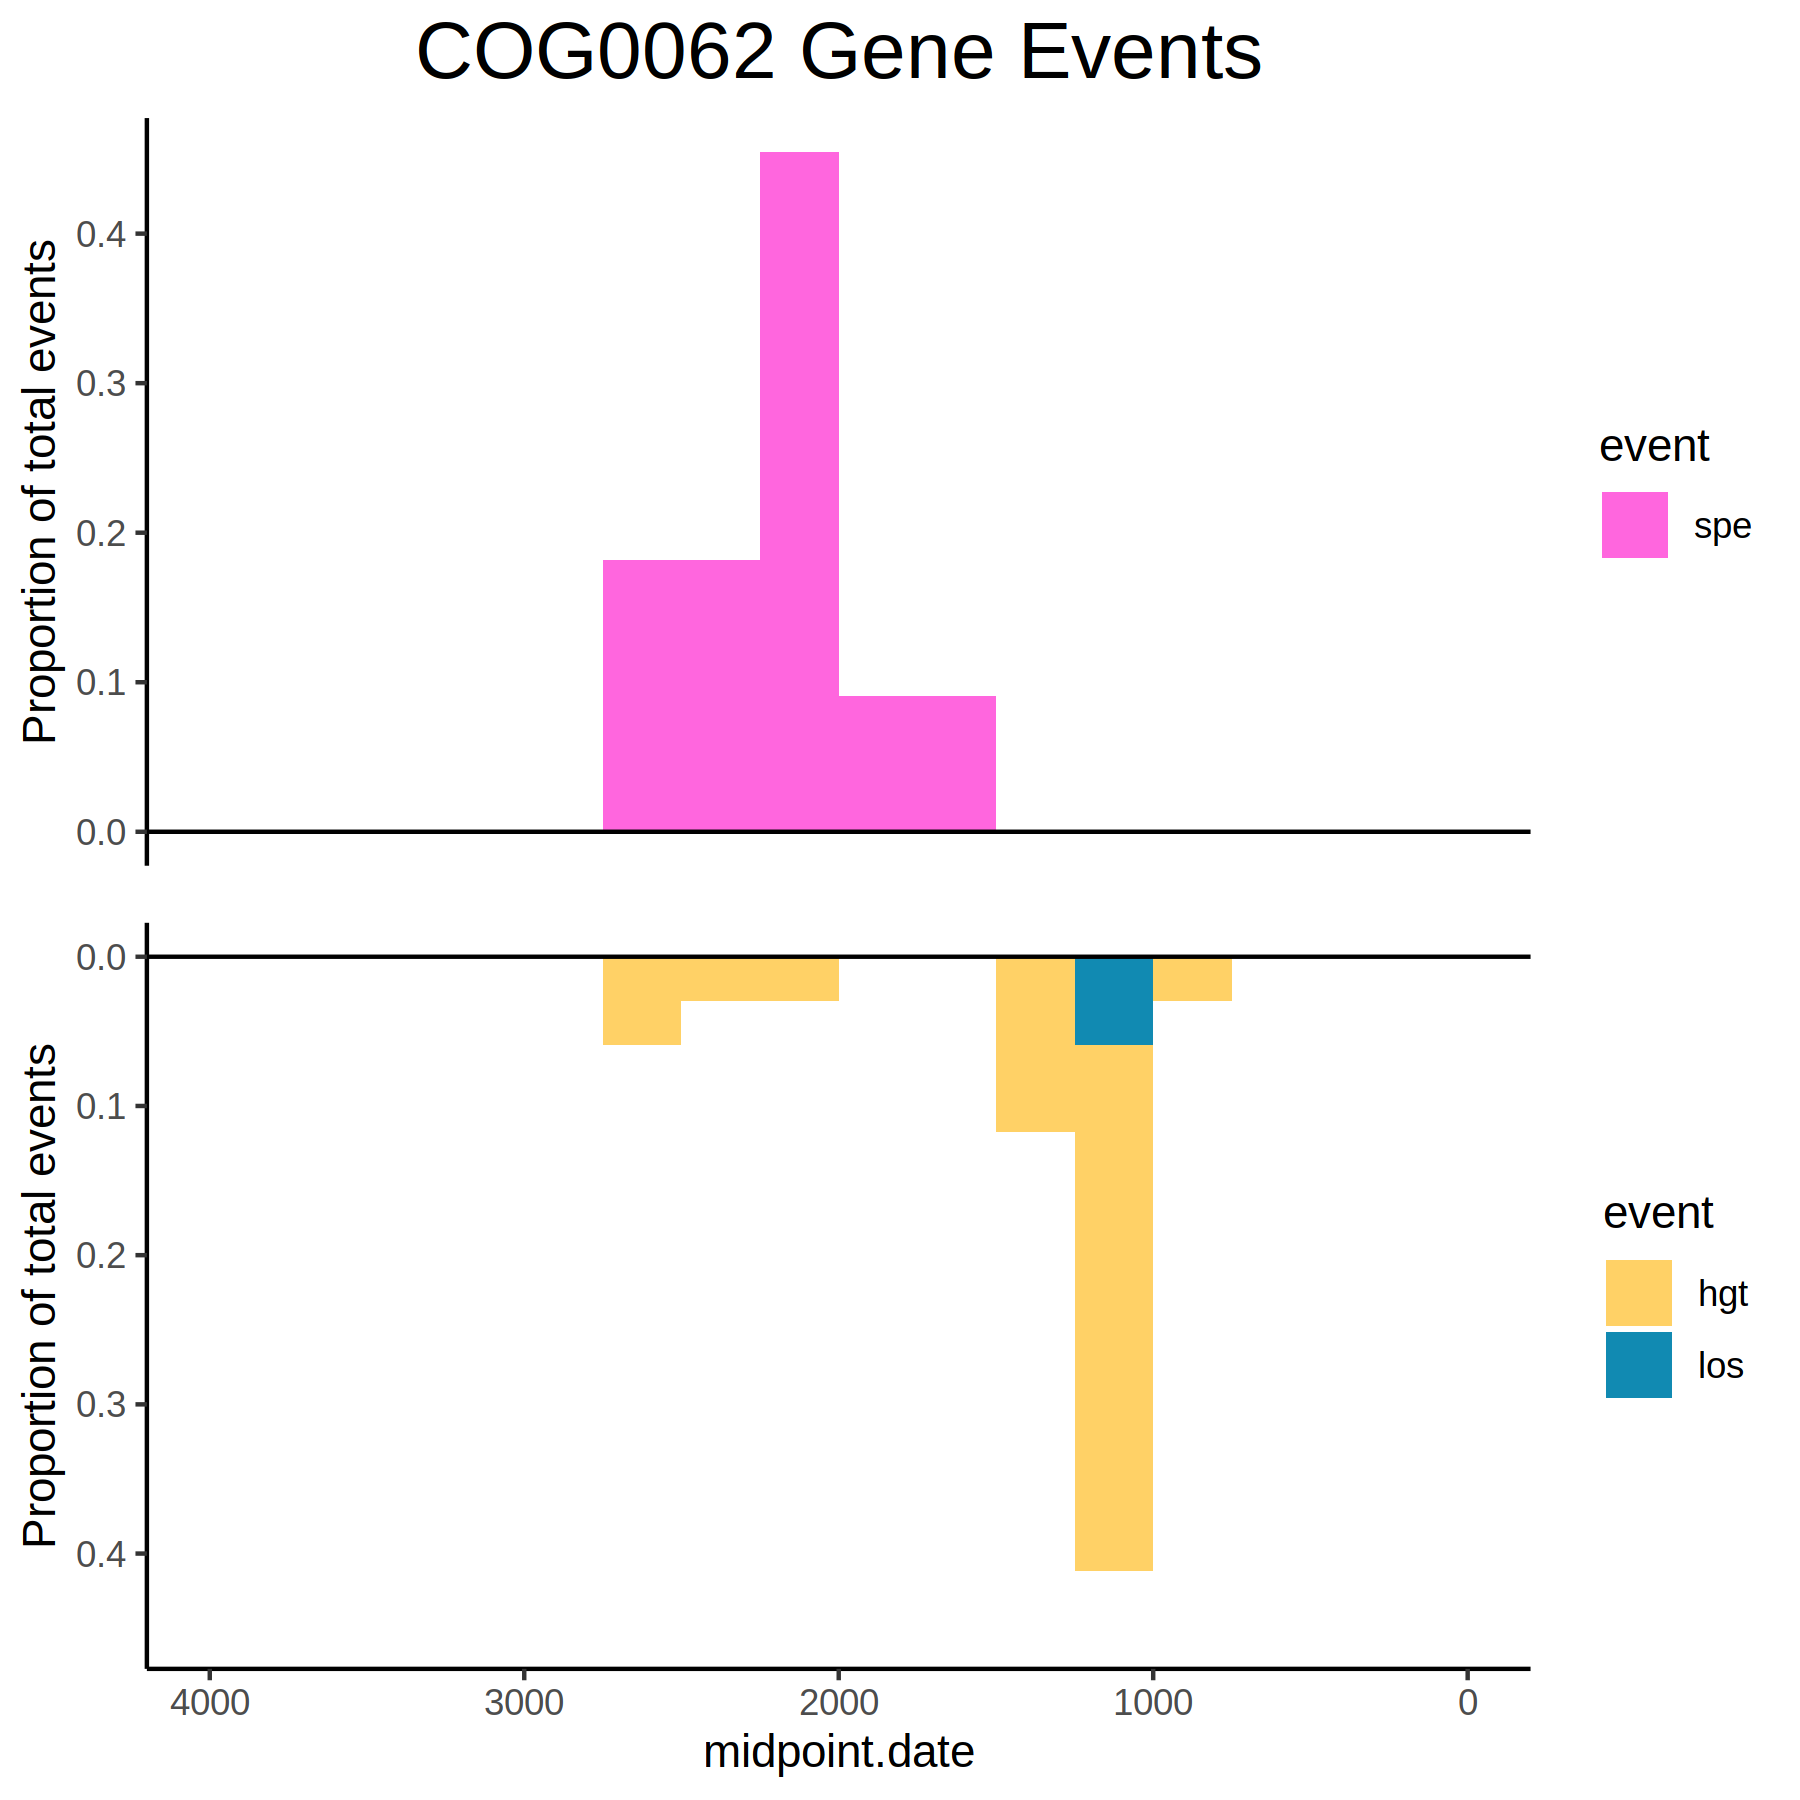 COG0062 Gene Events
Proportion of total events
0.4
0.3
0.2
0.1
0.0
event
spe
Proportion of total events
0.0
0.1
0.2
0.3
0.4
event
hgt
los
4000 3000 2000 1000 0
midpoint.date